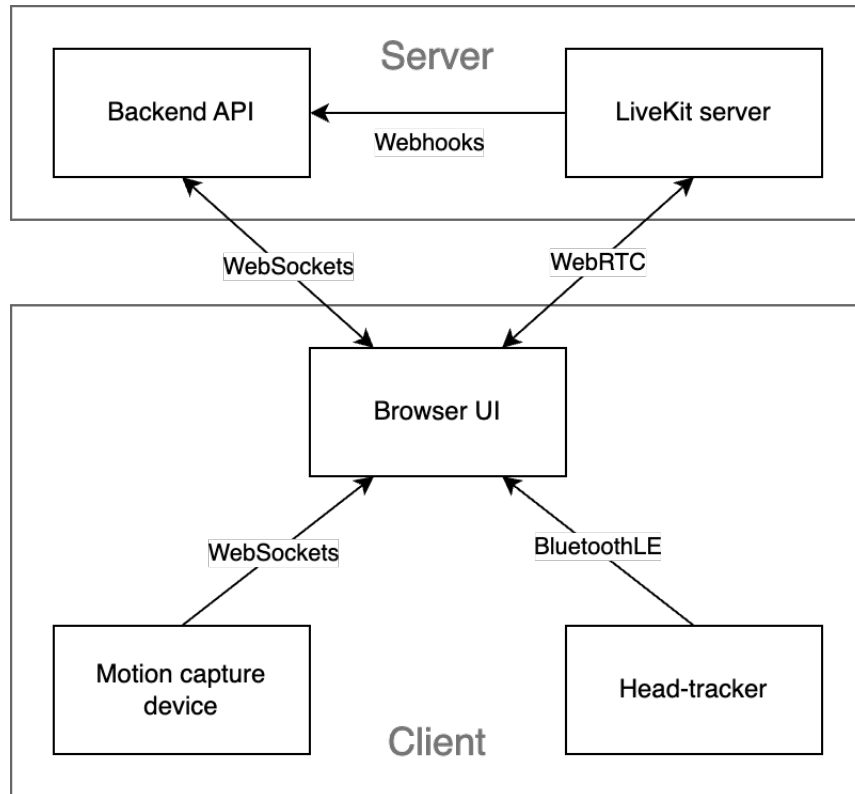 Server
Backend API
LiveKit server
Webhooks
WebSockets
WebRTC
Browser UI
WebSockets
BluetoothLE
Motion capture
device
Head-tracker
Client